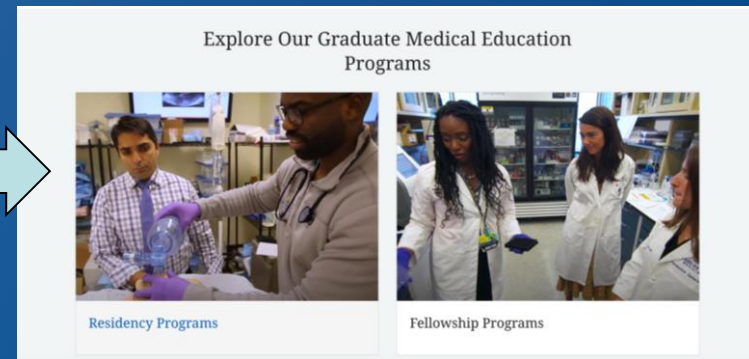 Explore Our Graduate Medical Education
Programs
Residency Programs
Fellowship Programs